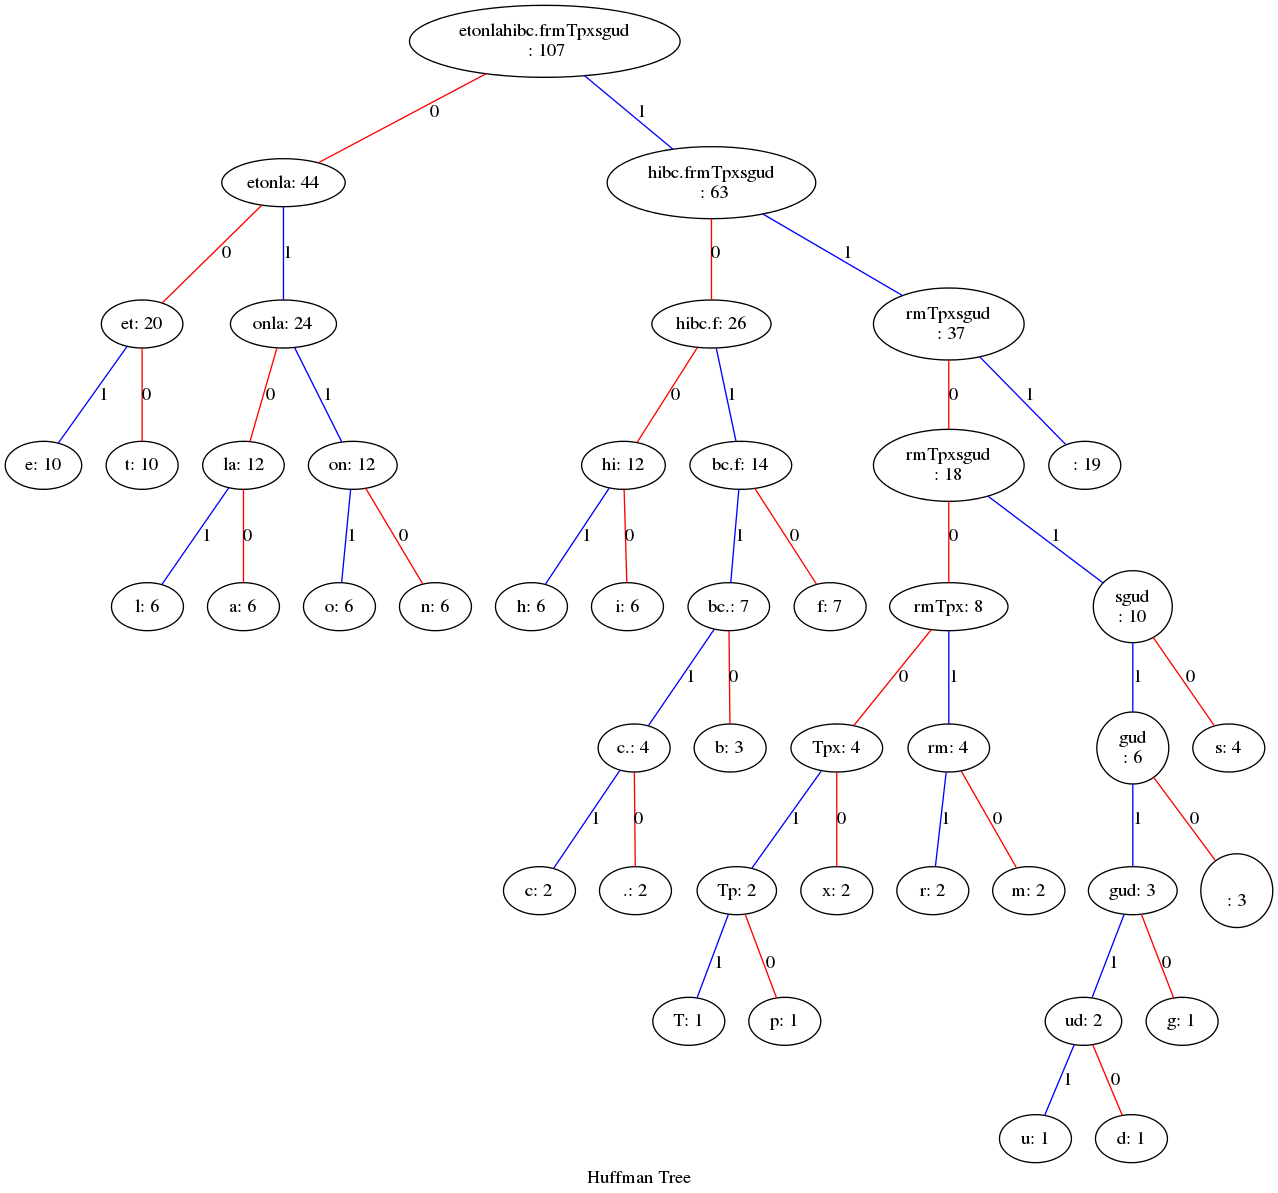 etonlahibc.frmTpxsgud
: 107
0
1
etonla: 44
hibc.frmTpxsgud
: 63
0
1
0
1
et: 20
onla: 24
hibc.f: 26
rmTpxsgud
: 37
1
0
0
1
0
1
0
1
e: 10
t: 10
la: 12
on: 12
hi: 12
bc.f: 14
rmTpxsgud
: 18
: 19
1
0
1
0
1
0
1
0
0
1
l: 6
a: 6
o: 6
n: 6
h: 6
i: 6
bc.: 7
f: 7
rmTpx: 8
sgud
: 10
1
0
0
1
1
0
c.: 4
b: 3
Tpx: 4
rm: 4
gud
: 6
s: 4
1
0
1
0
1
0
1
0
c: 2
.: 2
Tp: 2
x: 2
r: 2
m: 2
gud: 3
: 3
1
0
1
0
T: 1
p: 1
ud: 2
g: 1
1
0
u: 1
d: 1
Huffman Tree